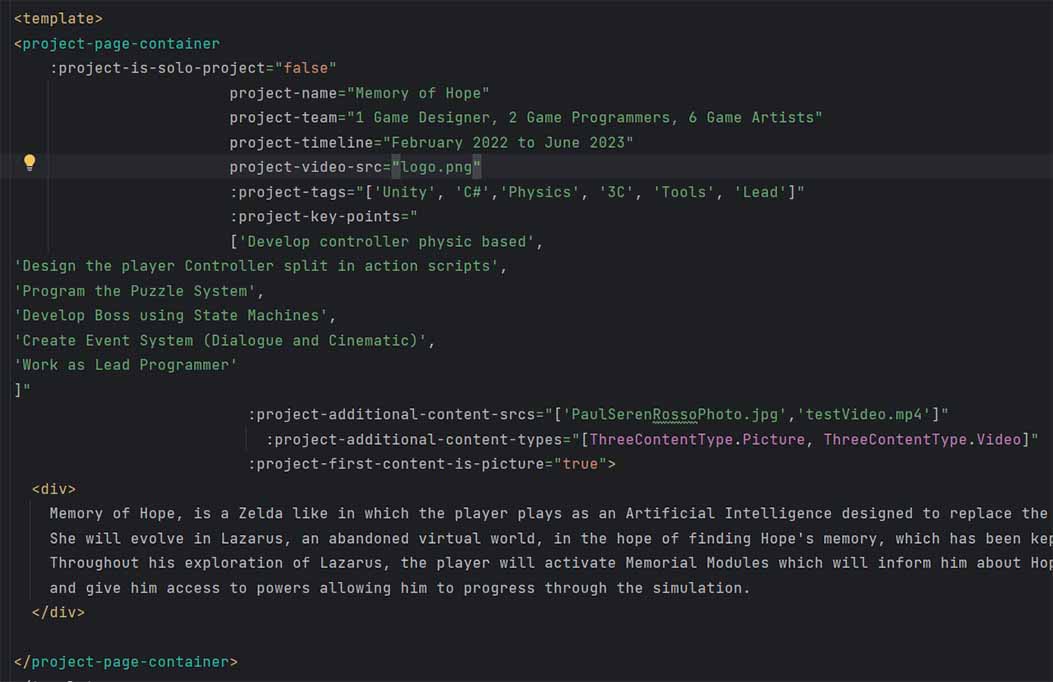 <template>
<project-page-container
:project-is-solo-project="false"
project-name="Memory of Hope"
project-team="1 Game Designer, 2 Game Programmers, 6 Game Artists"
project-timeline="February 2022 to June 2023"
project-video-src="logo.png"
:project-tags="['Unity', 'C#','Physics', '3C', 'Tools', 'Lead']"
:project-key-points="
['Develop controller physic based',
'Design the player Controller split in action scripts',
'Program the Puzzle System',
'Develop Boss using State Machines',
'Create Event System (Dialogue and Cinematic)',
'Work as Lead Programmer'
]"
:project-additional-content-srcs="['PaulSerenRossoPhoto.jpg','testVideo.mp4']"
:project-additional-content-types="[ThreeContentType.Picture, ThreeContentType.Video]"
:project-first-content-is-picture="true">
<div>
Memory of Hope, is a Zelda like in which the player plays as an Artificial Intelligence designed to replace the
She will evolve in Lazarus, an abandoned virtual world, in the hope of finding Hope's memory, which has been kep
Throughout his exploration of Lazarus, the player will activate Memorial Modules which will inform him about Hop
and give him access to powers allowing him to progress through the simulation.
</div>
</project-page-container>